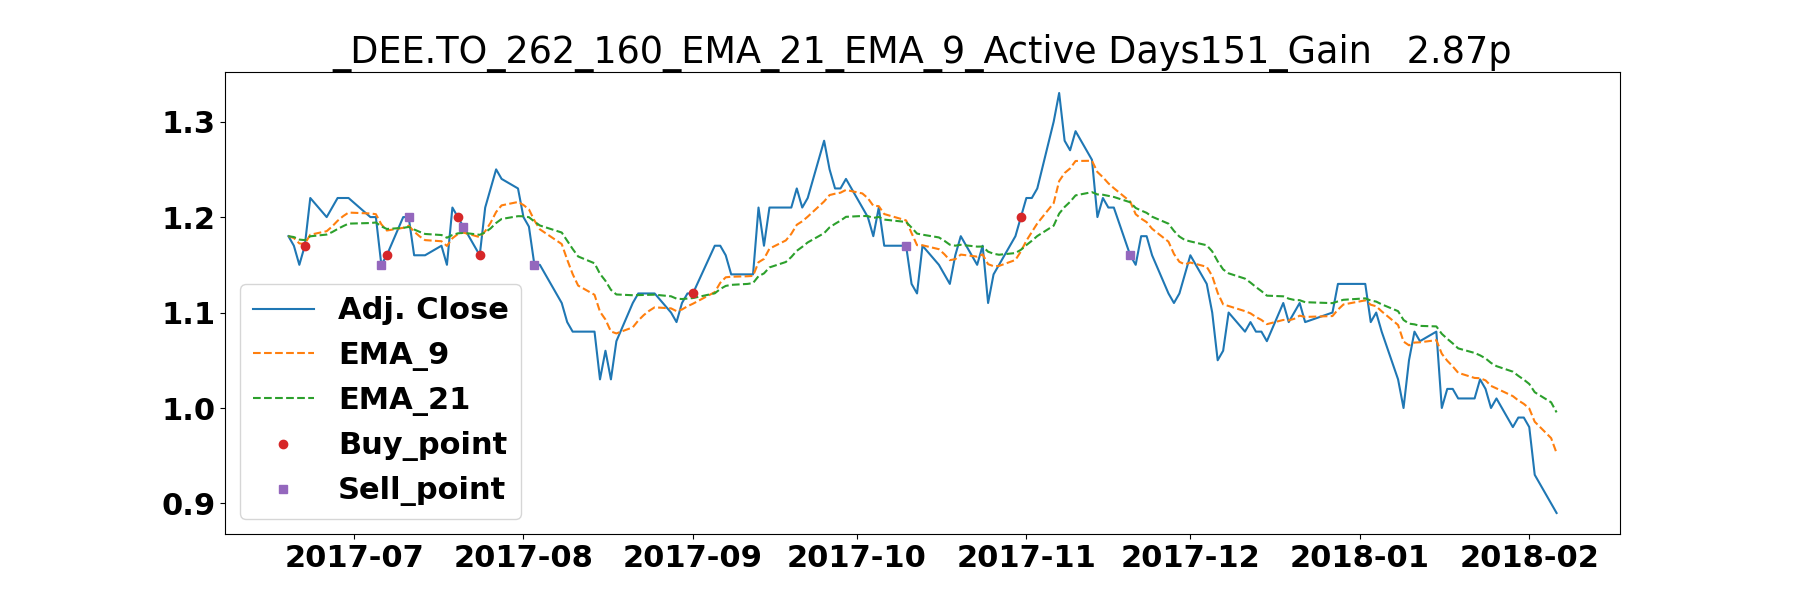 _DEE.TO_262_160_EMA_21_EMA_9_Active Days151_Gain   2.87p
1.3
1.2
1.1
1.0
0.9
Adj. Close
EMA_9
EMA_21
Buy_point
Sell_point
2017-07 2017-08 2017-09 2017-10 2017-11 2017-12 2018-01 2018-02